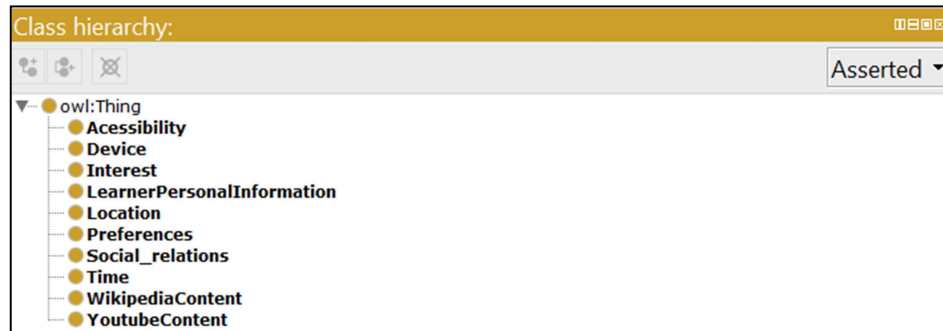 Class hierarchy:
Asserted
owl:Thing
Acessibility
Device
Interest
LearnerPersonalInformation
Location
Preferences
Social_relations
Time
WikipediaContent
YoutubeContent